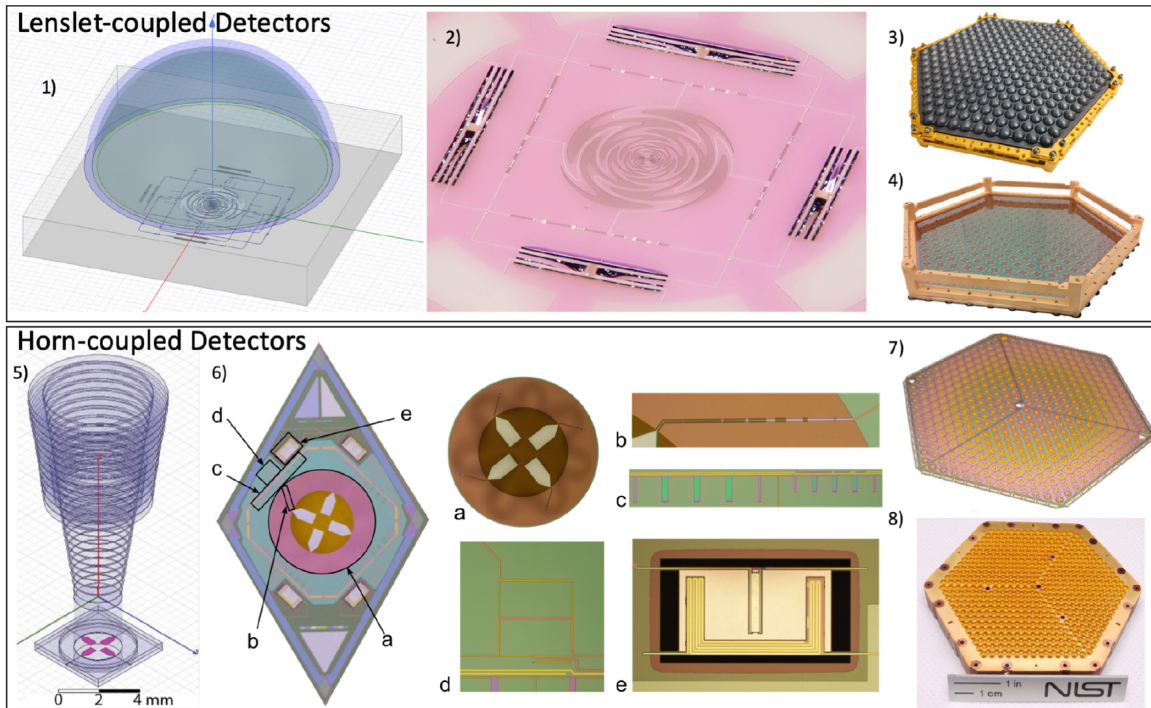 Lenslet-coupled Detectors
1)
2)
3)
4)
Horn-coupled Detectors
5)
6)
7)
8)
d
e
c
b
a
a
b
c
d
e
0 2 4 mm
1 in
1 cm
NIST